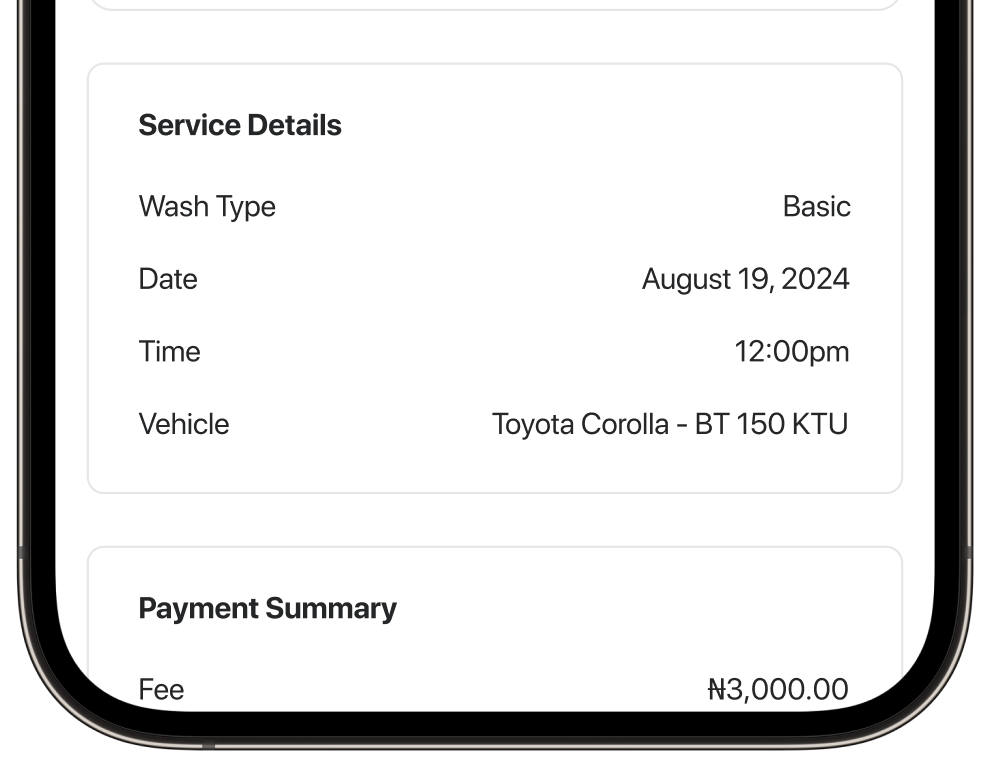 Service Details
Wash Type Basic
Date August 19, 2024
Time 12:00pm
Vehicle Toyota Corolla - BT 150 KTU
Payment Summary
Fee ₦3,000.00